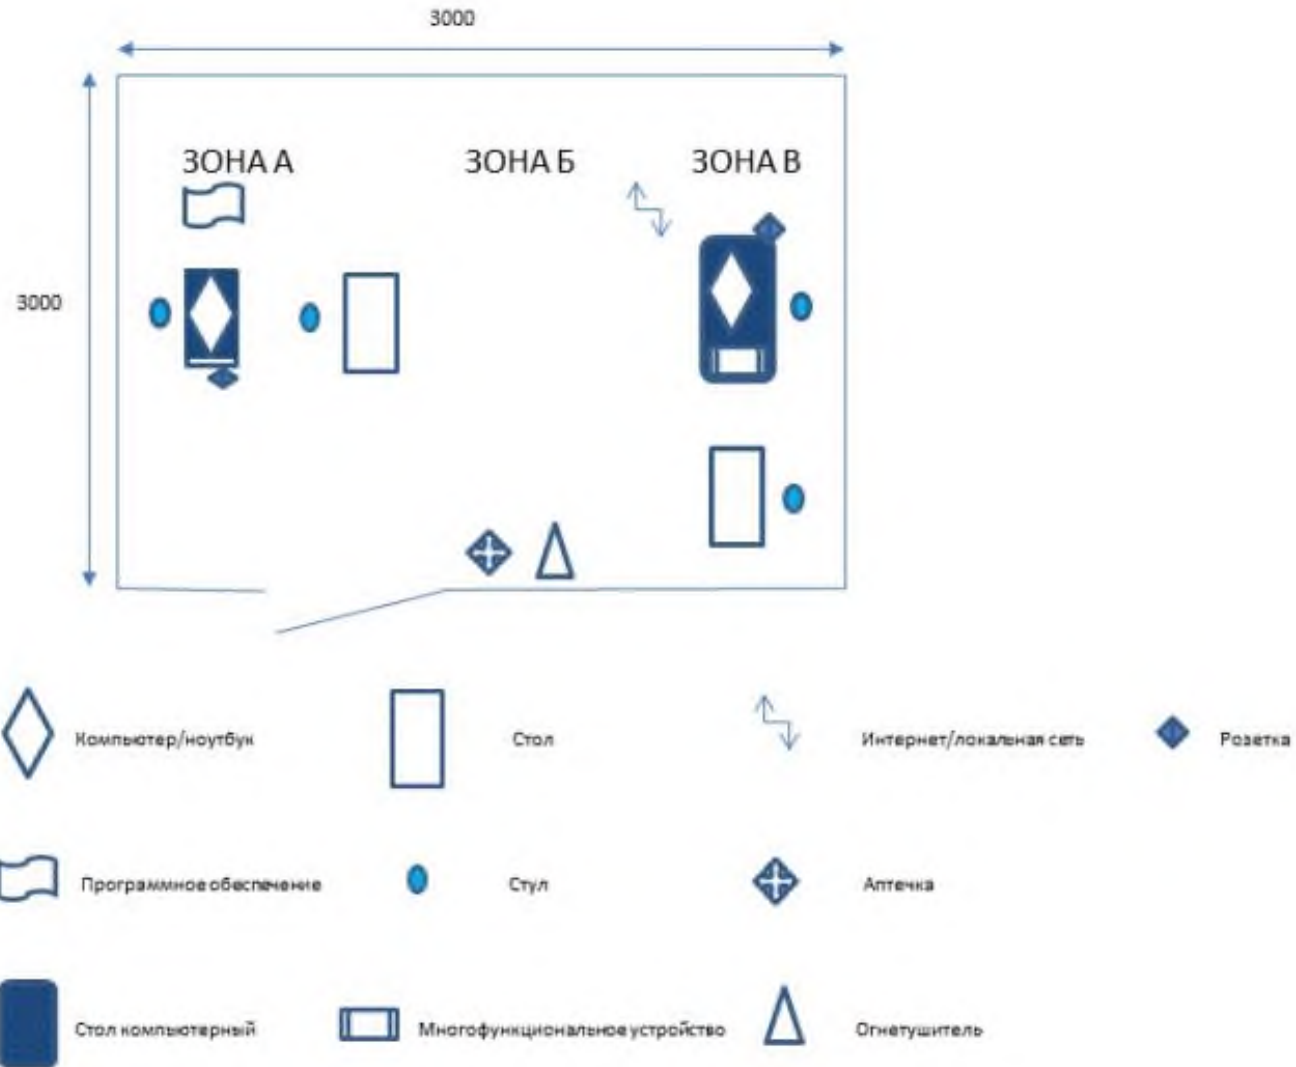 3000
ЗОНА А ЗОНА Б ЗОНА В
3000
Компьютер/ноутбук Стол Интернет/локальная сеть Розетка
Программное обеспечение Стул Аптечка
Стол компьютерный Многофункциональное устройство Огнетушитель